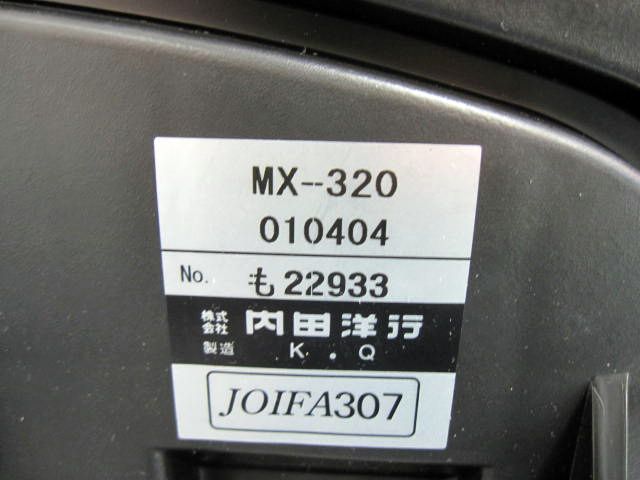 MX--320
010404
No. も22933
株式会社 内田洋行
製造 K.Q
JOIFA307